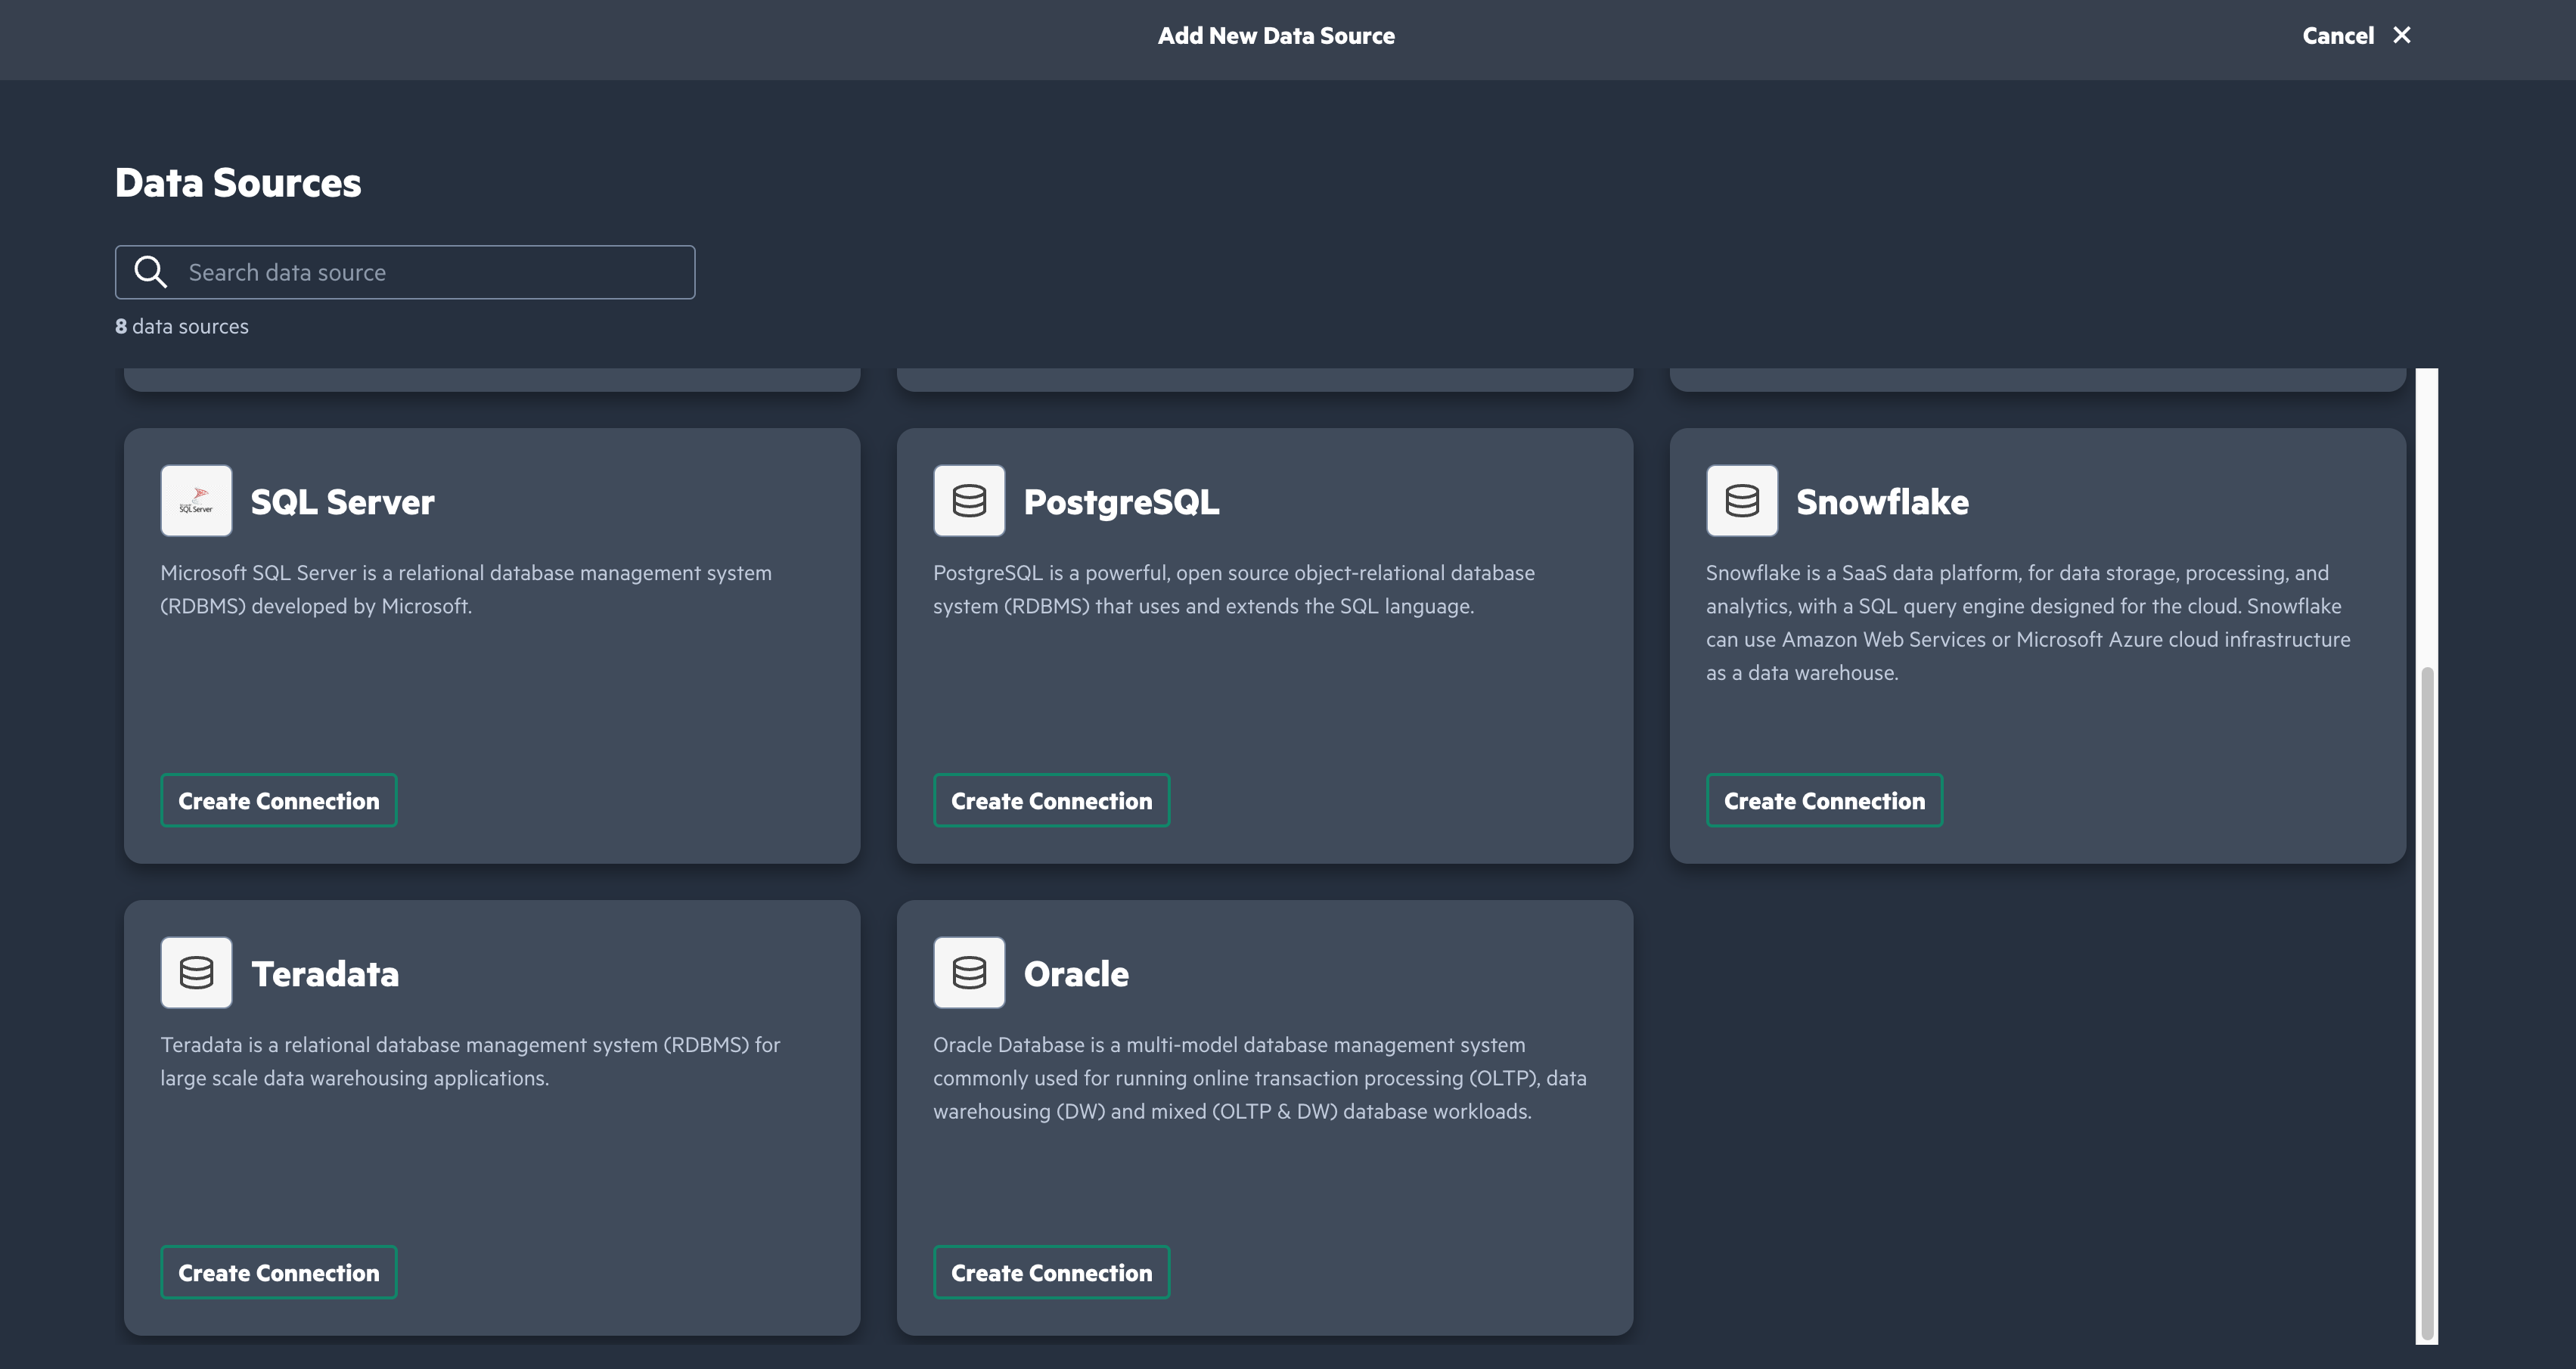 Add New Data Source
Cancel
Data Sources
Search data source
8 data sources
SQL Server
SQL Server
Microsoft SQL Server is a relational database management system
(RDBMS) developed by Microsoft.
Create Connection
PostgreSQL
PostgreSQL is a powerful, open source object-relational database
system (RDBMS) that uses and extends the SQL language.
Create Connection
Snowflake
Snowflake is a SaaS data platform, for data storage, processing, and
analytics, with a SQL query engine designed for the cloud. Snowflake
can use Amazon Web Services or Microsoft Azure cloud infrastructure
as a data warehouse.
Create Connection
Teradata
Teradata is a relational database management system (RDBMS) for
large scale data warehousing applications.
Create Connection
Oracle
Oracle Database is a multi-model database management system
commonly used for running online transaction processing (OLTP), data
warehousing (DW) and mixed (OLTP & DW) database workloads.
Create Connection